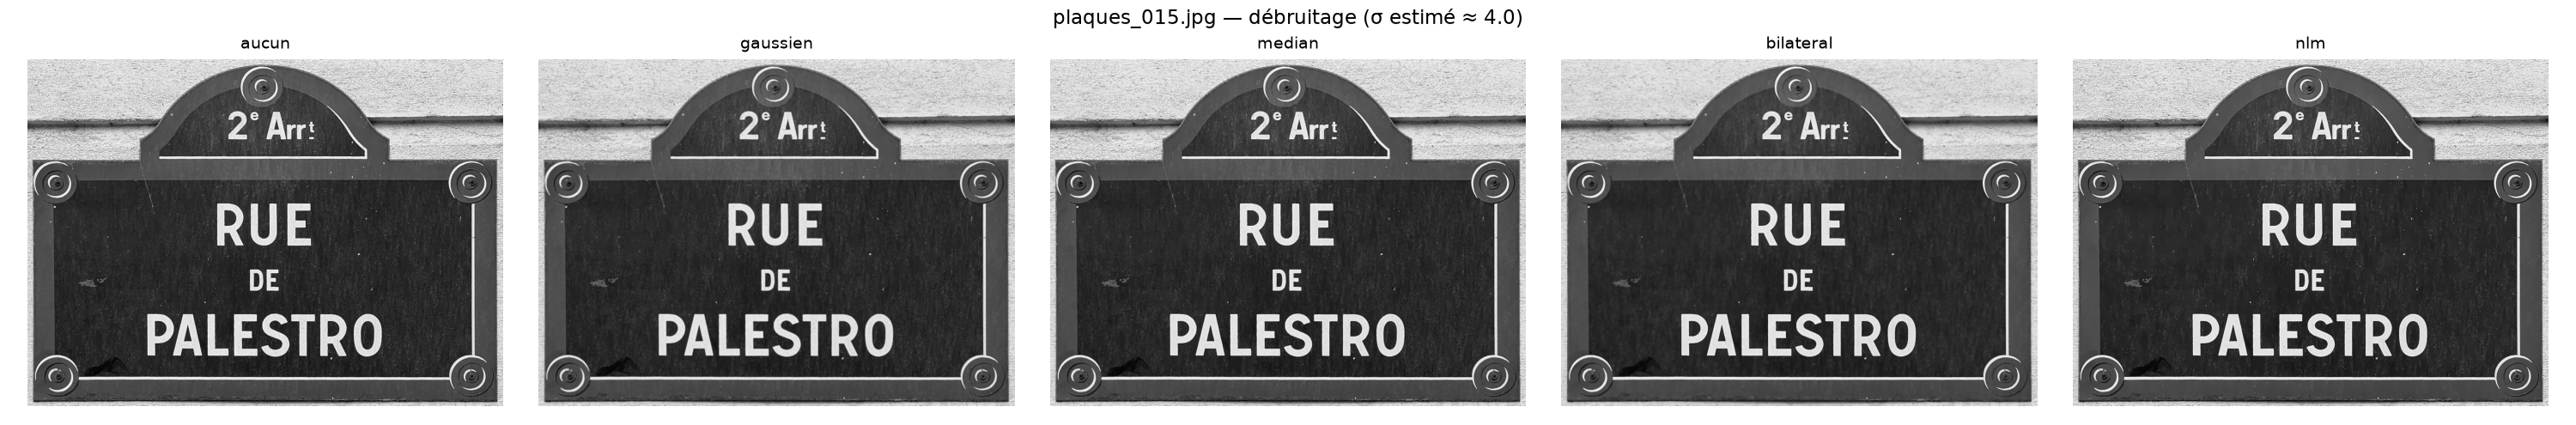 plaques_015.jpg — débruitage (σ estimé ≈ 4.0)
aucun
2e Arrt
RUE
DE
PALESTRO
gaussien
2e Arrt
RUE
DE
PALESTRO
median
2e Arrt
RUE
DE
PALESTRO
bilateral
2e Arrt
RUE
DE
PALESTRO
nlm
2e Arrt
RUE
DE
PALESTRO